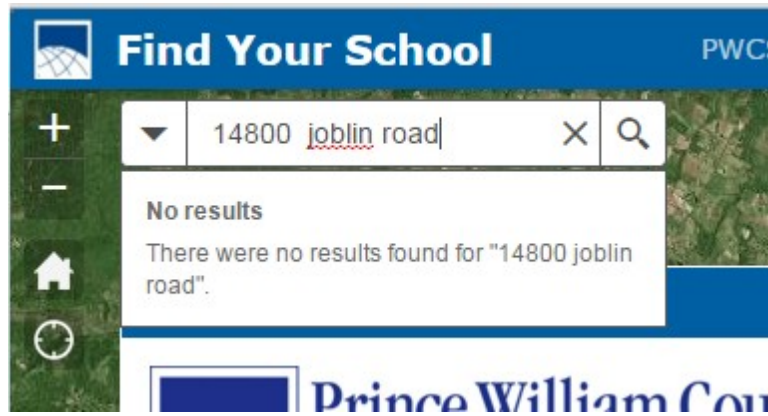 Find Your School
PWCS
14800 joblin road
No results
There were no results found for "14800 joblin
road".
Prince William Cou